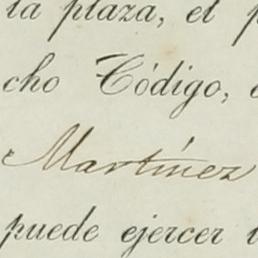 la plaza, el p
cho Código,
Martínez
puede ejercer